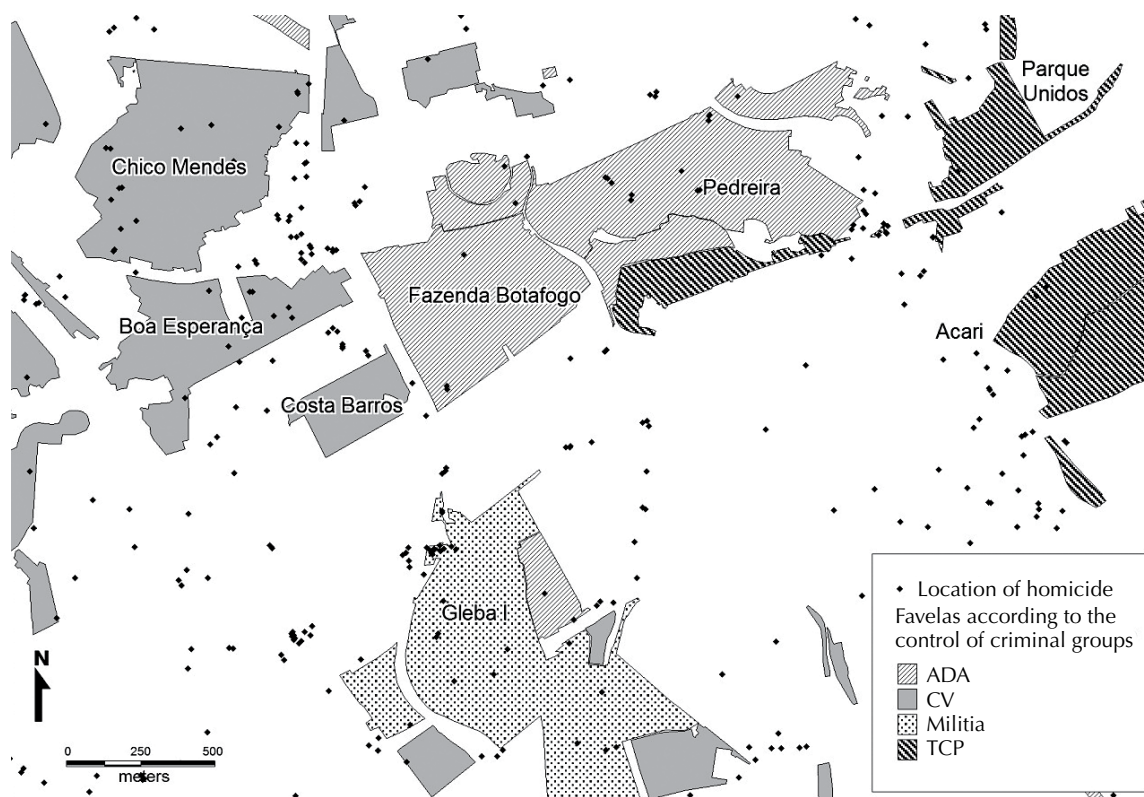 Parque
Unidos
Chico Mendes
Pedreira
Fazenda Botafogo
Boa Esperança
Acari
Costa Barros
Gleba I
Location of homicide
Favelas according to the
control of criminal groups
ADA
CV
Militia
TCP
N
0 250 500
meters